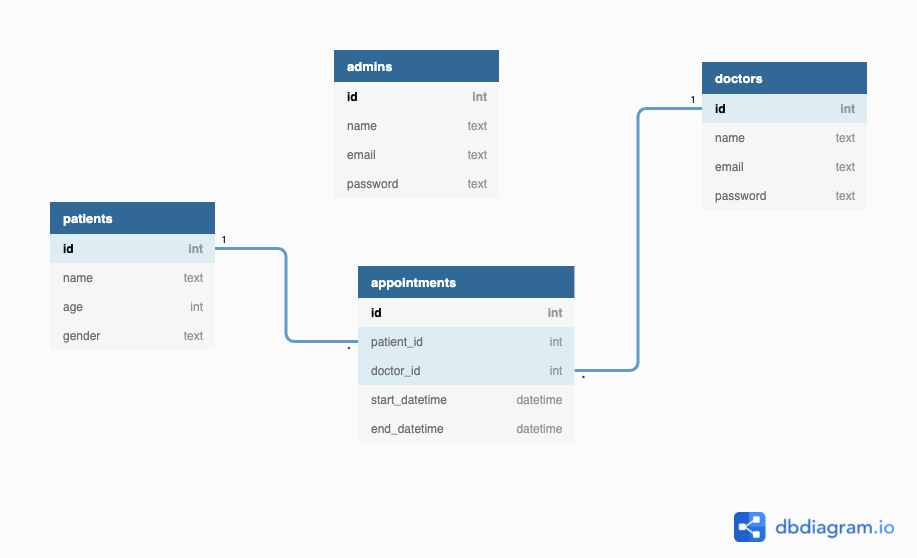 admins
id int
name text
email text
password text
doctors
1
id int
name text
email text
password text
patients
1
id int
name text
age int
gender text
appointments
id int
*
patient_id int
doctor_id int
*
start_datetime datetime
end_datetime datetime
dbdiagram.io